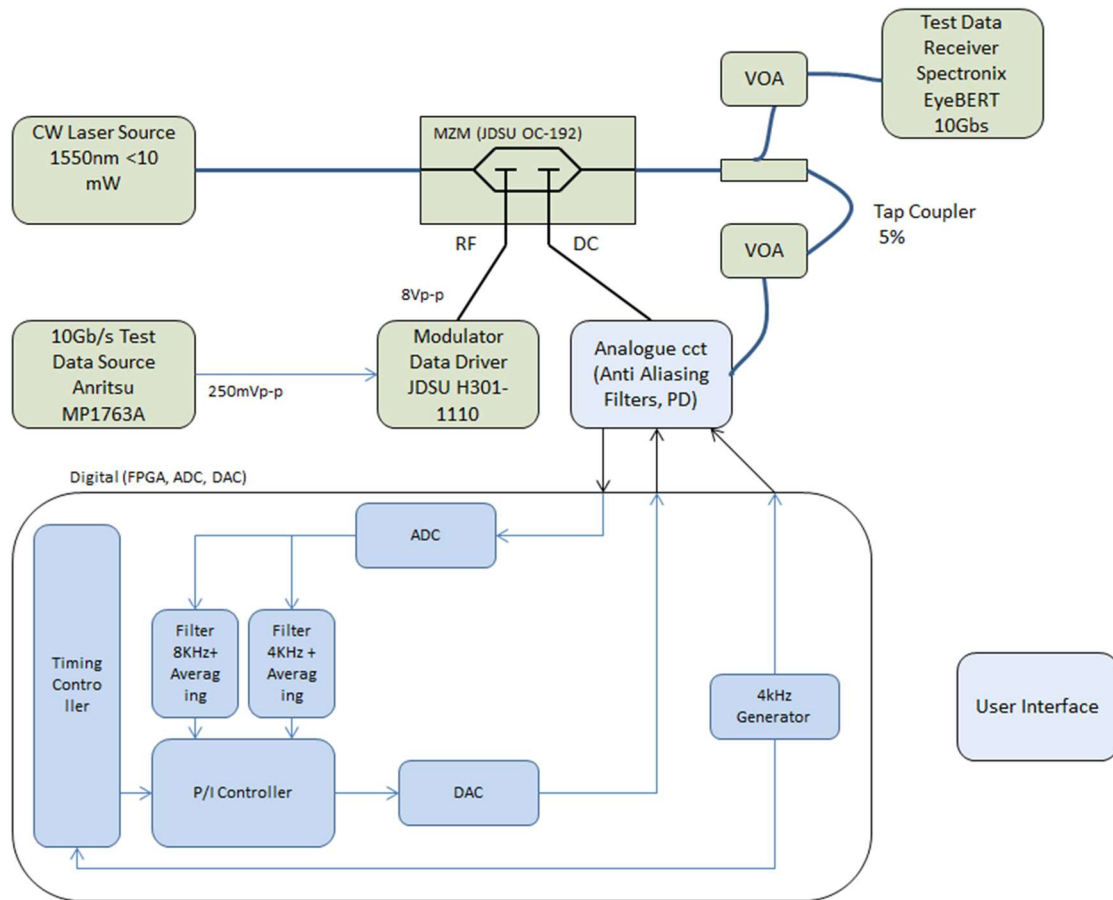 Test Data
Receiver
Spectronix
EyeBERT
10Gbs
VOA
CW Laser Source
1550nm <10
mW
MZM (JDSU OC-192)
RF
DC
Tap Coupler
5%
VOA
8Vp-p
10Gb/s Test
Data Source
Anritsu
MP1763A
250mVp-p
Modulator
Data Driver
JDSU H301-
1110
Analogue cct
(Anti Aliasing
Filters, PD)
Digital (FPGA, ADC, DAC)
ADC
Timing
Contro
ller
Filter
8KHz+
Averag
ing
Filter
4KHz +
Averag
ing
4kHz
Generator
User Interface
P/I Controller
DAC